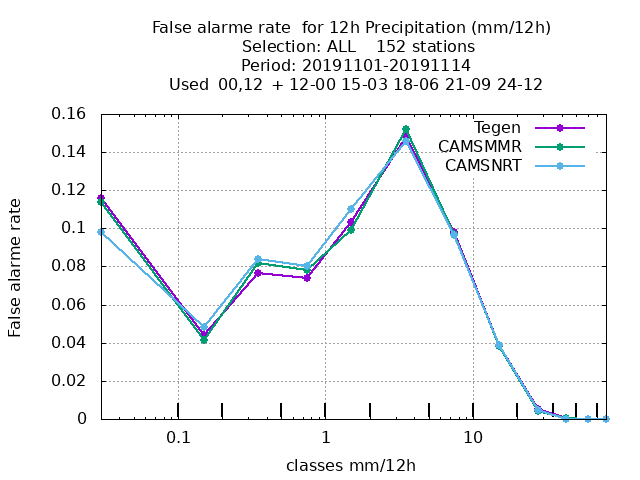 False alarme rate  for 12h Precipitation (mm/12h)
Selection: ALL    152 stations
Period: 20191101-20191114
Used  00,12  + 12-00 15-03 18-06 21-09 24-12
0.16
0.14
0.12
0.1
0.08
0.06
0.04
0.02
0
False alarme rate
Tegen
CAMSMMR
CAMSNRT
0.1
1
10
classes mm/12h